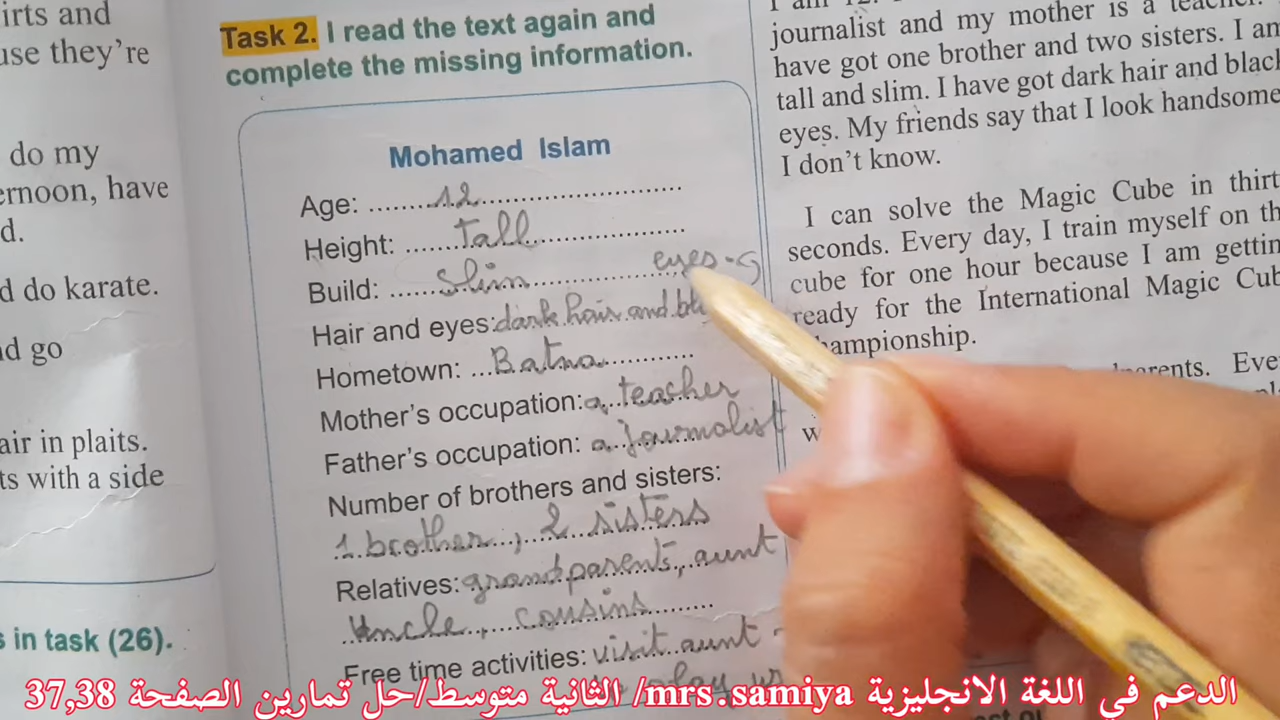 irts and
use they're
do my
ernoon, have
d.
d do karate.
nd go
air in plaits.
ts with a side
s in task (26).
Task 2. I read the text again and
complete the missing information.
Mohamed Islam
Age: ........12........................
Height: ......Tall......................
Build: ......Slim...................... eyes
Hair and eyes: dark hair and
Hometown: ...Batna............
Mother's occupation: a teacher
Father's occupation: a journalist
Number of brothers and sisters:
1 brother, 2 sisters
Relatives: grandparents, aunt
Uncle, cousins.........
Free time activities: visit aunt
play
journalist and my mother is a teacher.
have got one brother and two sisters. I am
tall and slim. I have got dark hair and black
eyes. My friends say that I look handsome
I don't know.
I can solve the Magic Cube in thirt
seconds. Every day, I train myself on th
cube for one hour because I am gettin
ready for the International Magic Cub
hampionship.
parents. Eve
الدعم في اللغة الانجليزية mrs.samiya/ الثانية متوسط/حل تمارين الصفحة 37,38